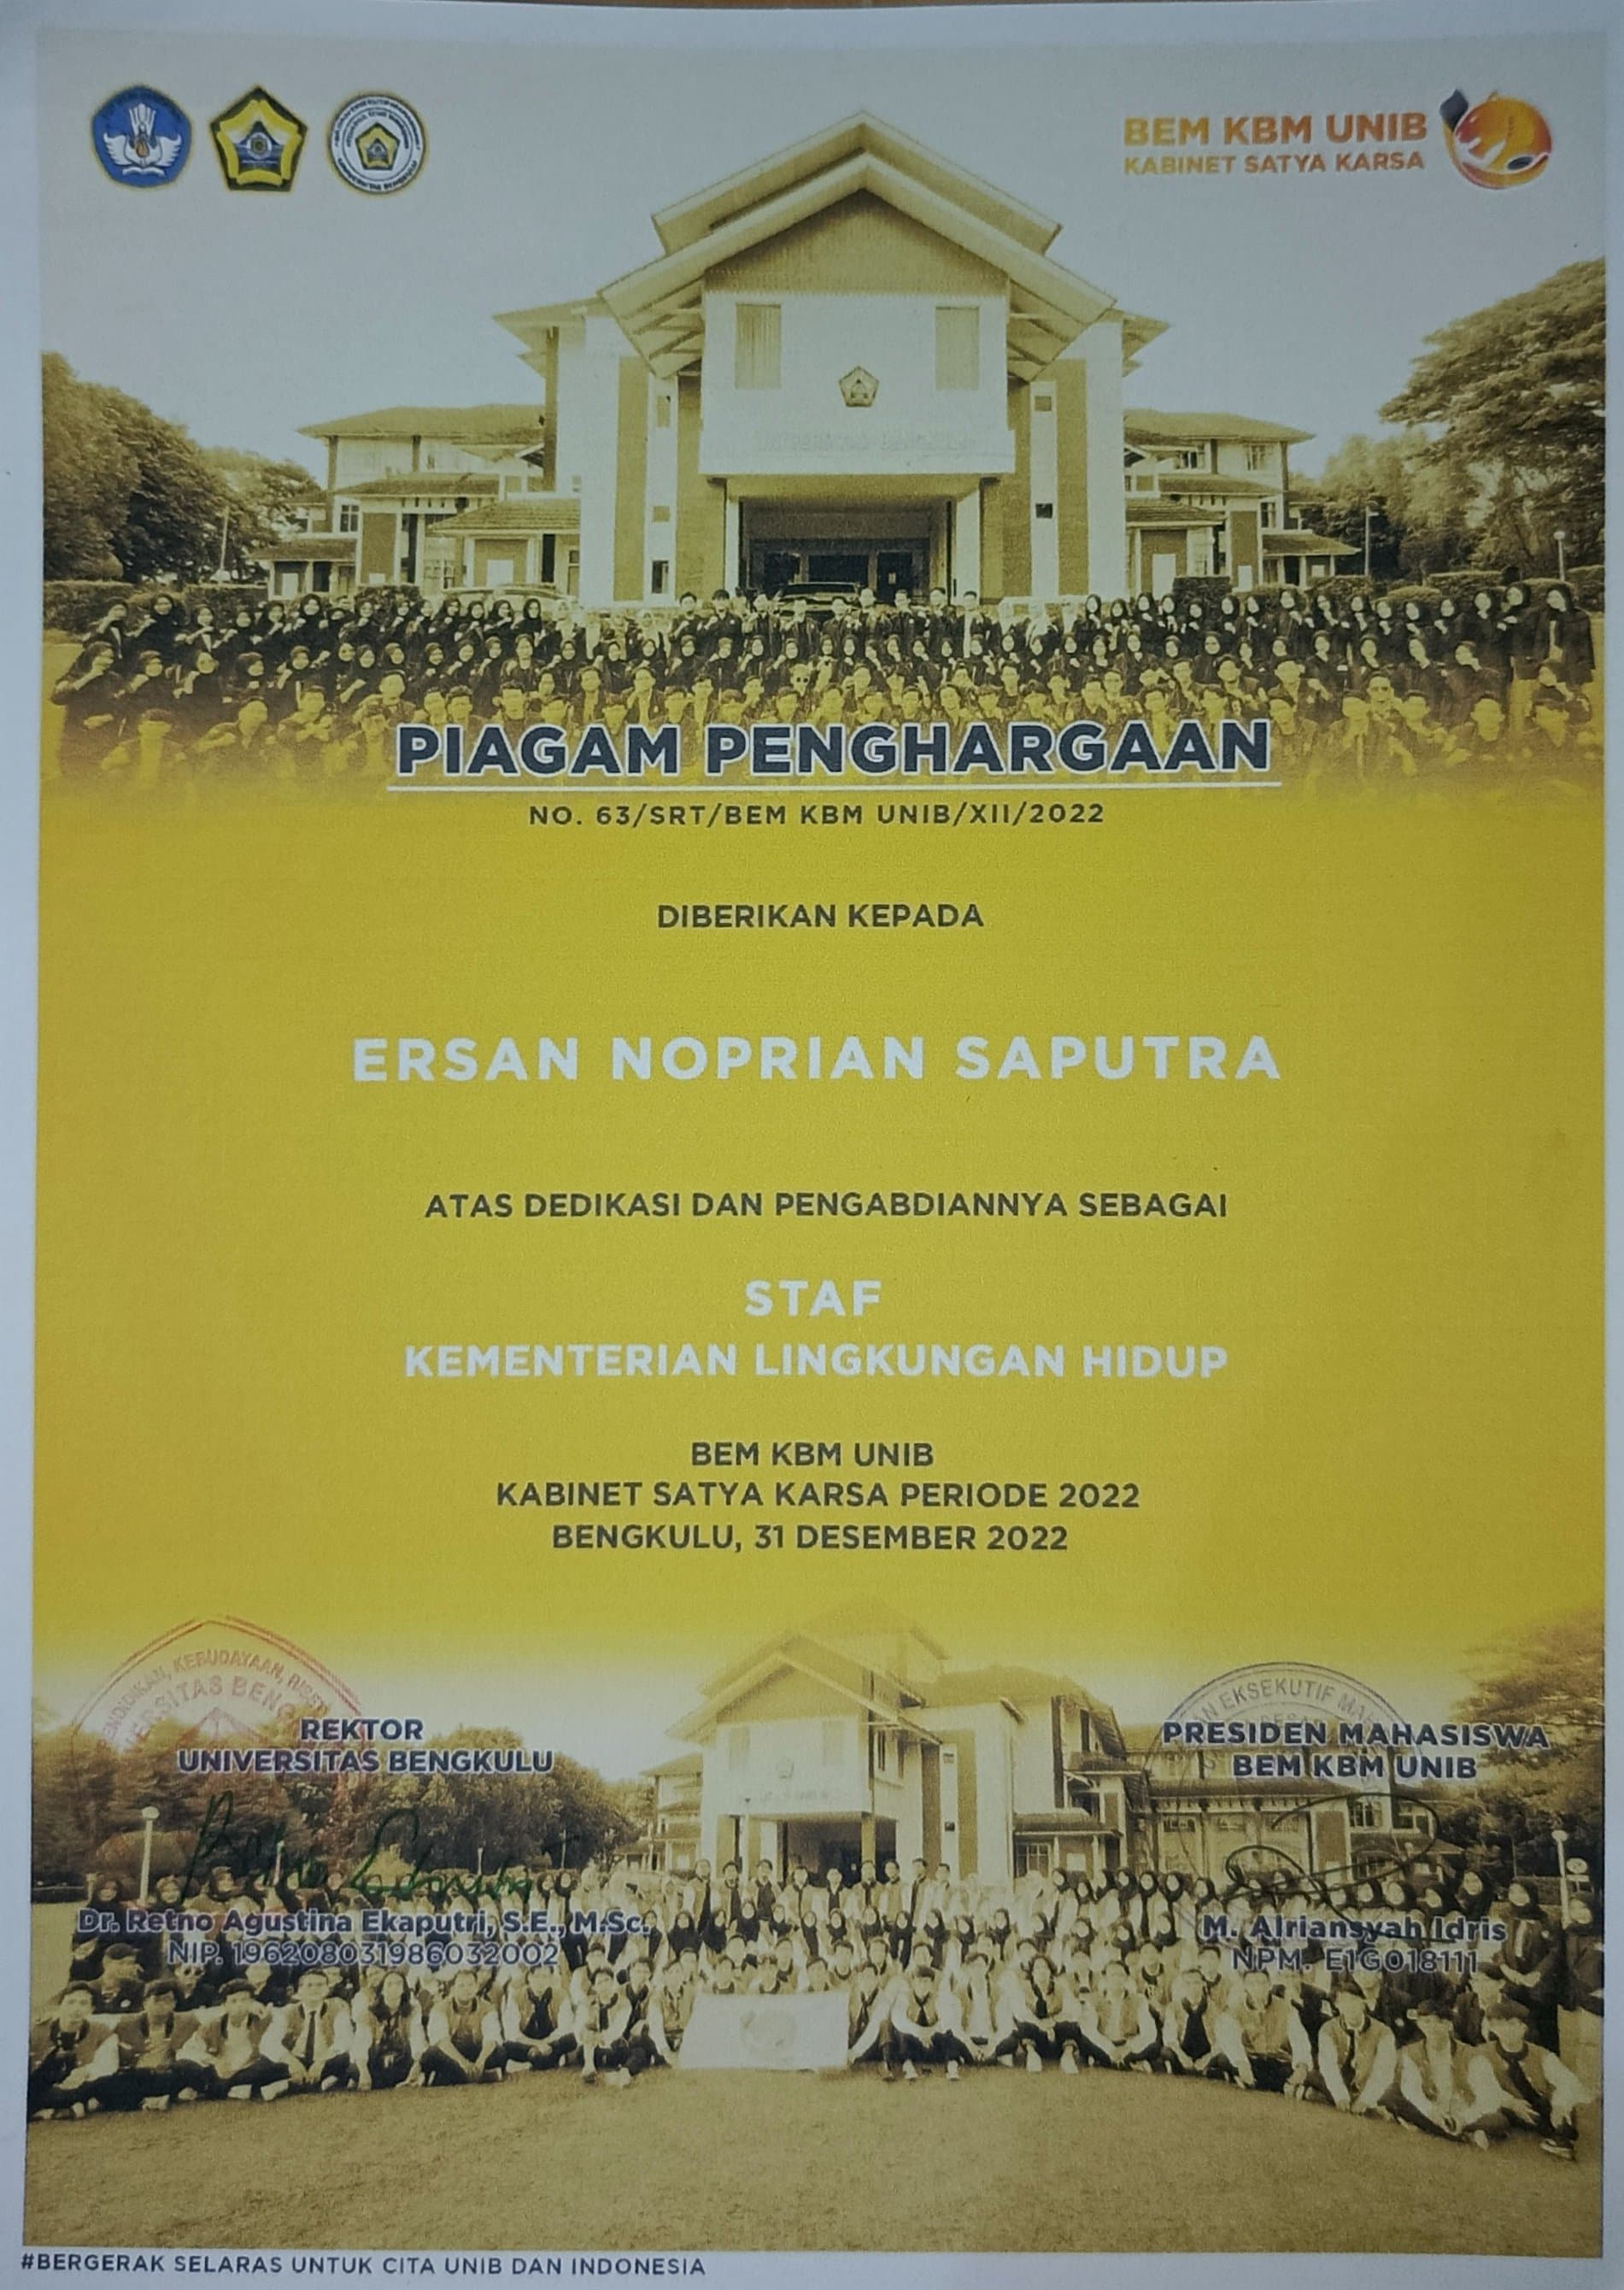 BEM KBM UNIB
KABINET SATYA KARSA
PIAGAM PENGHARGAAN
NO. 63/SRT/BEM KBM UNIB/XII/2022
DIBERIKAN KEPADA
ERSAN NOPRIAN SAPUTRA
ATAS DEDIKASI DAN PENGABDIANNYA SEBAGAI
STAF
KEMENTERIAN LINGKUNGAN HIDUP
BEM KBM UNIB
KABINET SATYA KARSA PERIODE 2022
BENGKULU, 31 DESEMBER 2022
KEBUDAYAAN,
REKTOR
UNIVERSITAS BENGKULU
Dr. Retno Agustina Ekaputri, S.E., M.Sc.
NIP. 196208031986032002
EKSEKUTIF
PRESIDEN MAHASISWA
BEM KBM UNIB
M. Alriansyah Idris
NPM. E1G018111
#BERGERAK SELARAS UNTUK CITA UNIB DAN INDONESIA